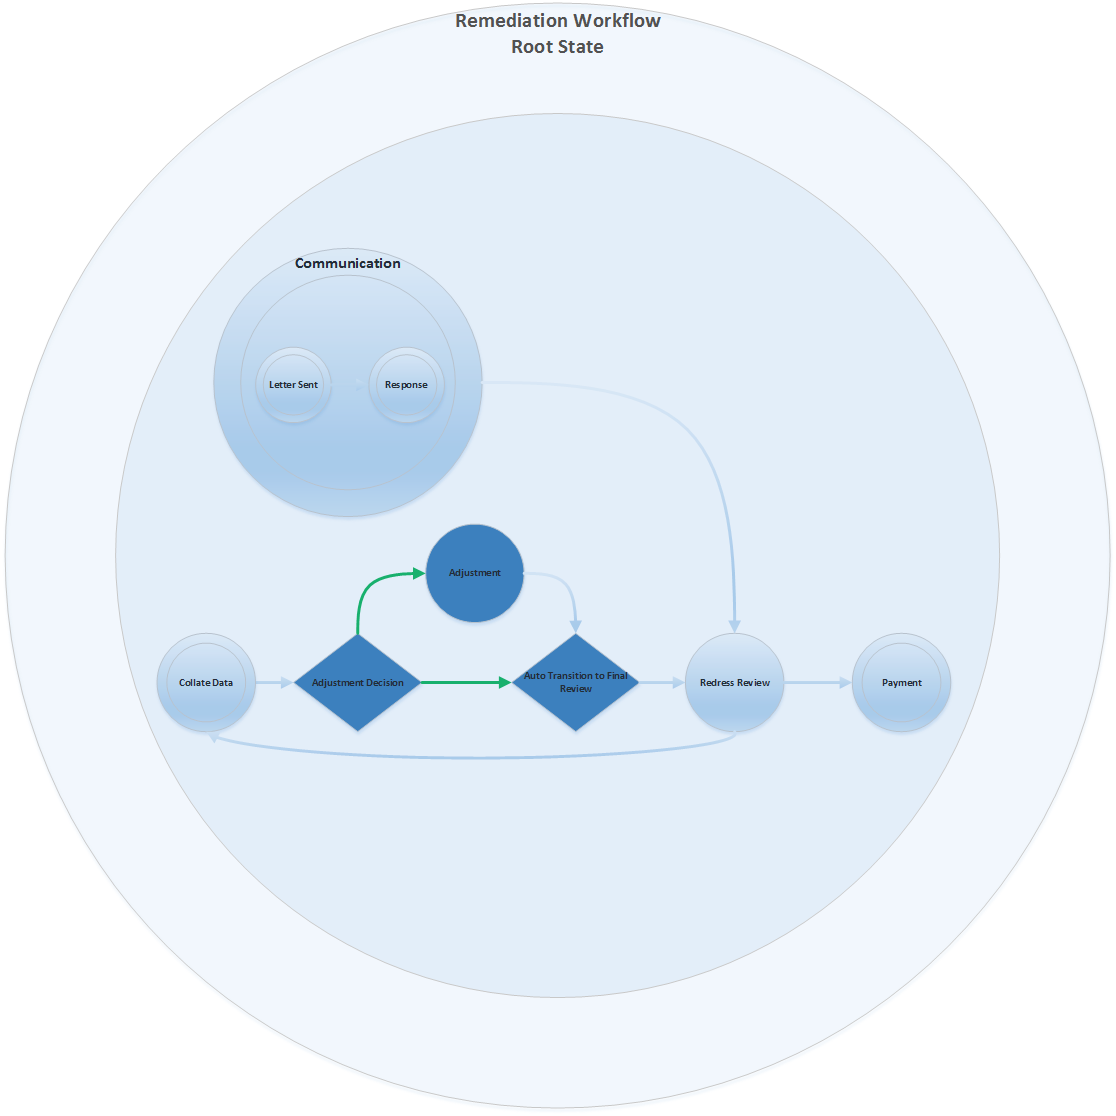 Remediation Workflow
Root State
Communication
Letter Sent
Response
Adjustment
Collate Data
Adjustment Decision
Auto Transition to Final
Review
Redress Review
Payment